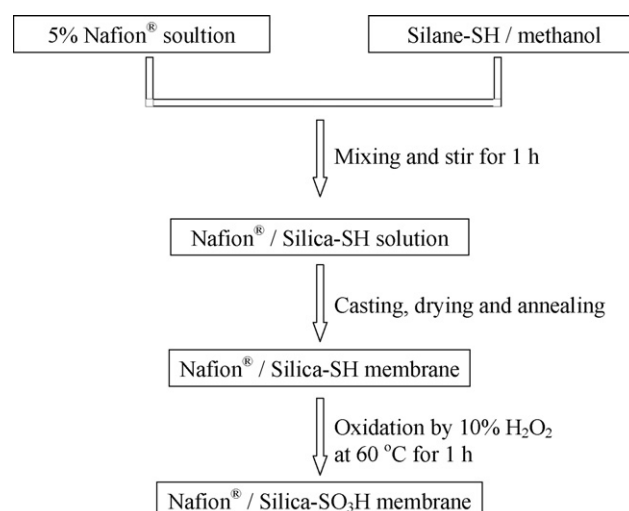 5% Nafion® soultion
Silane-SH / methanol
Mixing and stir for 1 h
Nafion® / Silica-SH solution
Casting, drying and annealing
Nafion® / Silica-SH membrane
Oxidation by 10% H₂O₂
at 60 °C for 1 h
Nafion® / Silica-SO₃H membrane